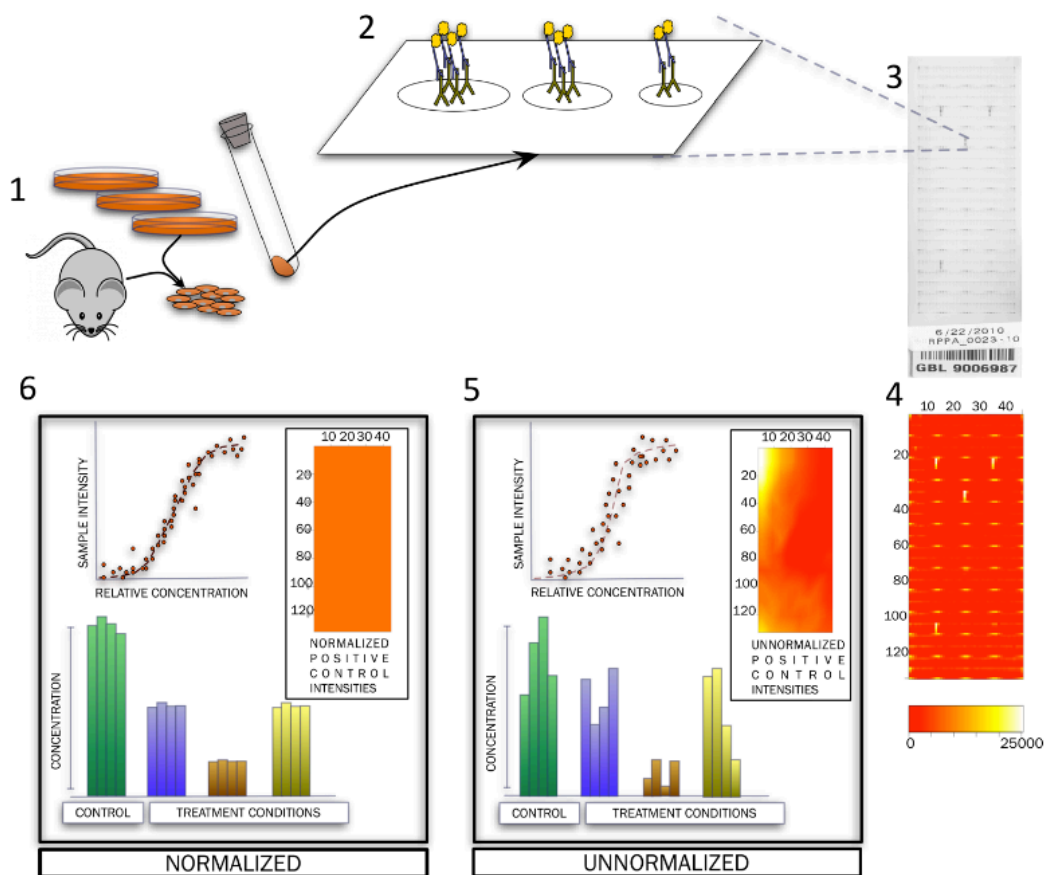 1
2
3
6/22/2010
RPPA_0023-10
GBL 9006987
4
10 20 30 40
20
40
60
80
100
120
0 25000
5
SAMPLE INTENSITY
RELATIVE CONCENTRATION
10 20 30 40
20
40
60
80
100
120
UNNORMALIZED
POSITIVE
CONTROL
INTENSITIES
CONCENTRATION
CONTROL
TREATMENT CONDITIONS
UNNORMALIZED
6
SAMPLE INTENSITY
RELATIVE CONCENTRATION
10 20 30 40
20
40
60
80
100
120
NORMALIZED
POSITIVE
CONTROL
INTENSITIES
CONCENTRATION
CONTROL
TREATMENT CONDITIONS
NORMALIZED